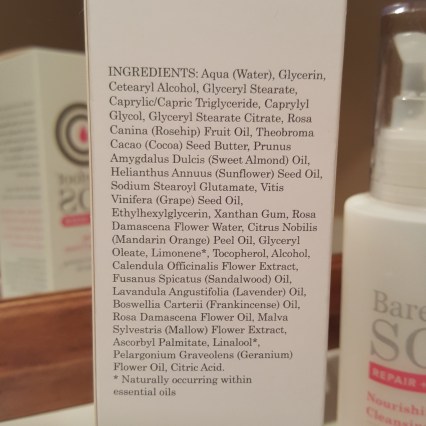 INGREDIENTS: Aqua (Water), Glycerin,
Cetearyl Alcohol, Glyceryl Stearate,
Caprylic/Capric Triglyceride, Caprylyl
Glycol, Glyceryl Stearate Citrate, Rosa
Canina (Rosehip) Fruit Oil, Theobroma
Cacao (Cocoa) Seed Butter, Prunus
Amygdalus Dulcis (Sweet Almond) Oil,
Helianthus Annuus (Sunflower) Seed Oil,
Sodium Stearoyl Glutamate, Vitis
Vinifera (Grape) Seed Oil,
Ethylhexylglycerin, Xanthan Gum, Rosa
Damascena Flower Water, Citrus Nobilis
(Mandarin Orange) Peel Oil, Glyceryl
Oleate, Limonene*, Tocopherol, Alcohol,
Calendula Officinalis Flower Extract,
Fusanus Spicatus (Sandalwood) Oil,
Lavandula Angustifolia (Lavender) Oil,
Boswellia Carterii (Frankincense) Oil,
Rosa Damascena Flower Oil, Malva
Sylvestris (Mallow) Flower Extract,
Ascorbyl Palmitate, Linalool*,
Pelargonium Graveolens (Geranium)
Flower Oil, Citric Acid.
* Naturally occurring within
essential oils
Bare
SO
REPAIR +
Nourishi
Cleansin